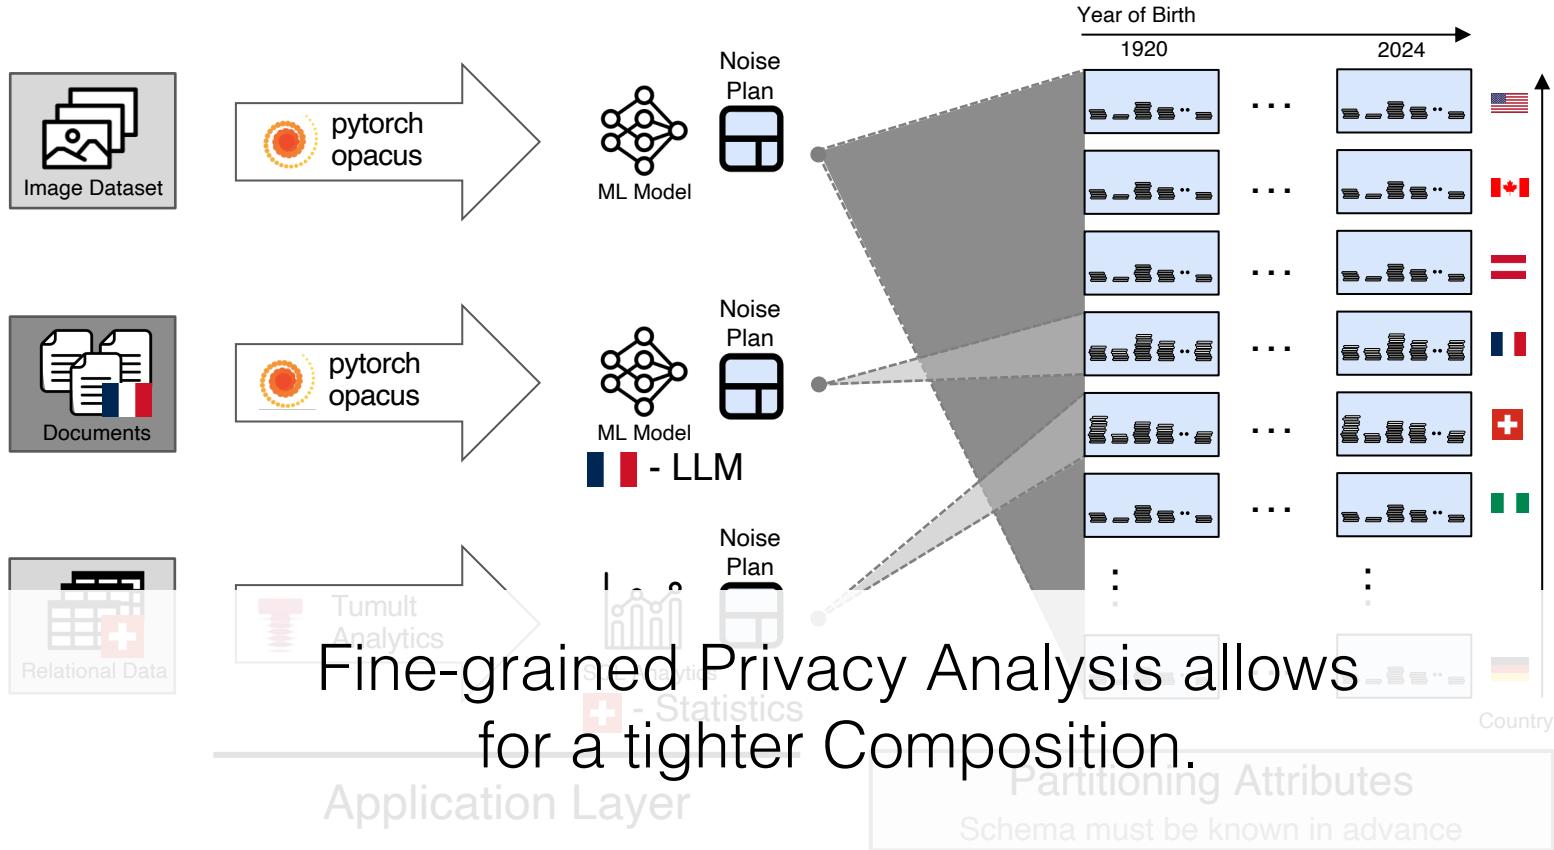 Year of Birth
1920
2024
Noise
Plan
pytorch
opacus
Image Dataset
ML Model
Noise
Plan
pytorch
opacus
Documents
ML Model
- LLM
Noise
Plan
Tumult
Analytics
Relational Data
SQL Analytics
- Statistics
Fine-grained Privacy Analysis allows
for a tighter Composition.
Country
Application Layer
Partitioning Attributes
Schema must be known in advance